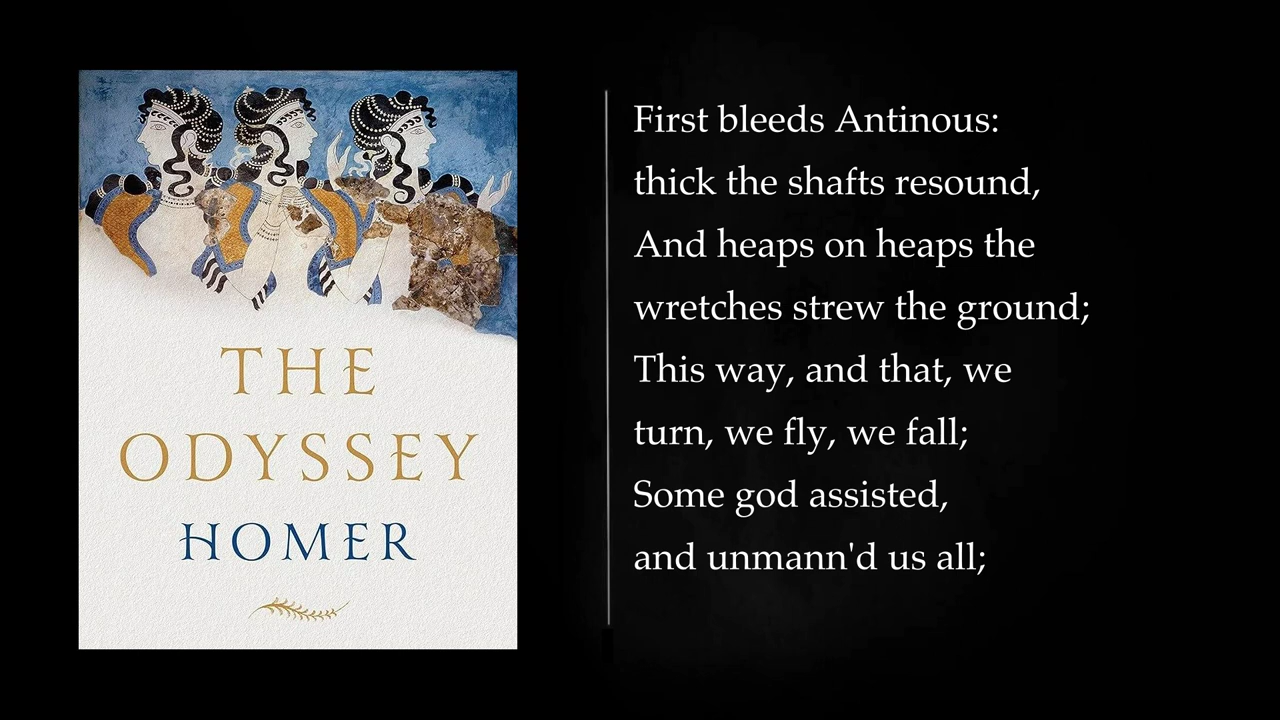 THE
ODYSSEY
HOMER
First bleeds Antinous:
thick the shafts resound,
And heaps on heaps the
wretches strew the ground;
This way, and that, we
turn, we fly, we fall;
Some god assisted,
and unmann'd us all;